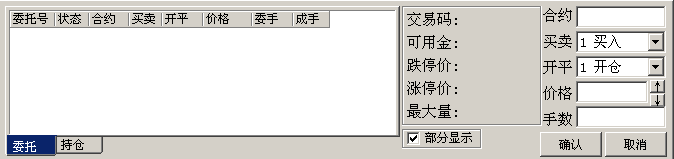 委托号 状态 合约 买卖 开平 价格 委手 成手
委托 持仓
交易码：
可用金：
跌停价：
涨停价：
最大量：
部分显示
合约
买卖 1 买入
开平 1 开仓
价格
手数
确认 取消